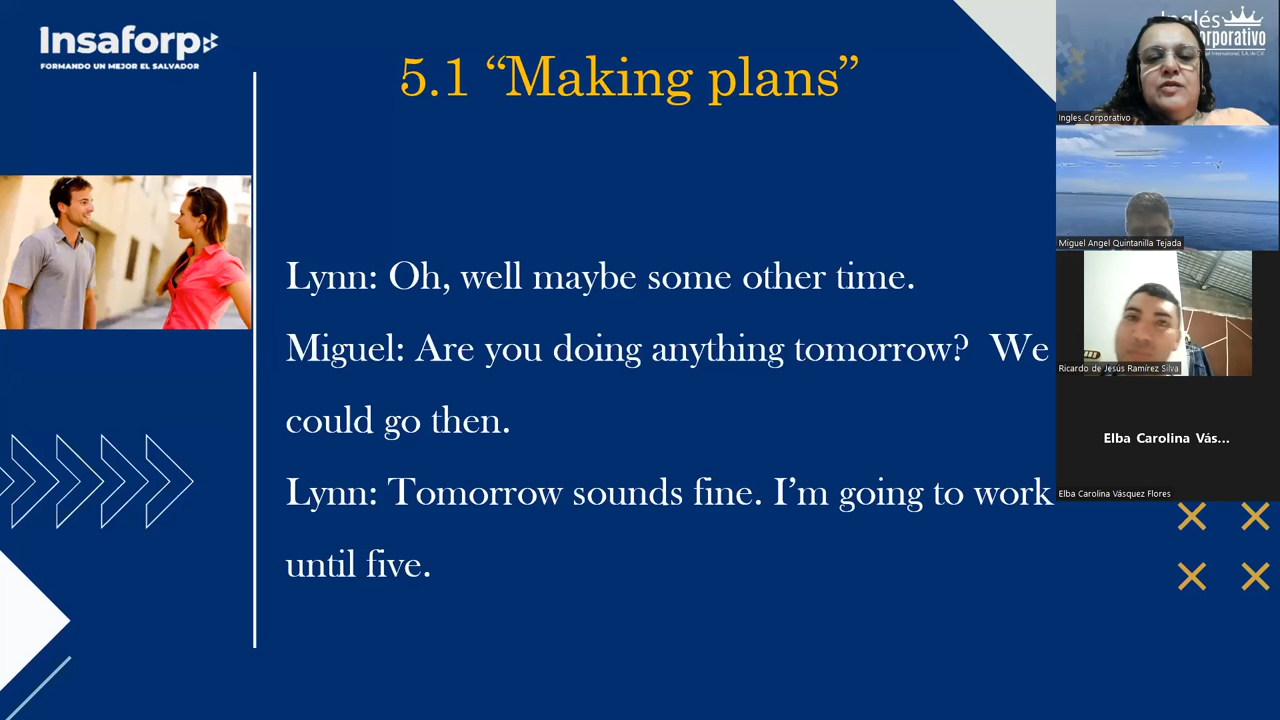 Insaforp
FORMANDO UN MEJOR EL SALVADOR
5.1 “Making plans”
Lynn: Oh, well maybe some other time.
Miguel: Are you doing anything tomorrow? We
could go then.
Lynn: Tomorrow sounds fine. I’m going to work
until five.
Ingles Corporativo
Miguel Angel Quintanilla Tejada
Ricardo de Jesús Ramírez Silva
Elba Carolina Vás...
Elba Carolina Vásquez Flores